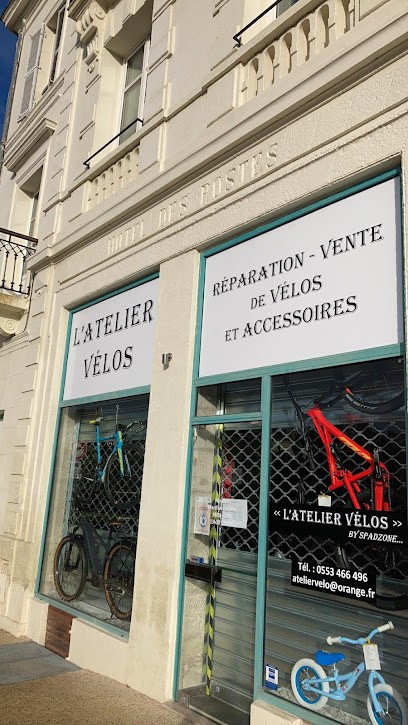 HÔTEL DES POSTES
L'ATELIER
VÉLOS
RÉPARATION - VENTE
DE VÉLOS
ET ACCESSOIRES
« L'ATELIER VÉLOS »
BY SPADZONE...
Tél. : 0553 466 496
ateliervelo@orange.fr